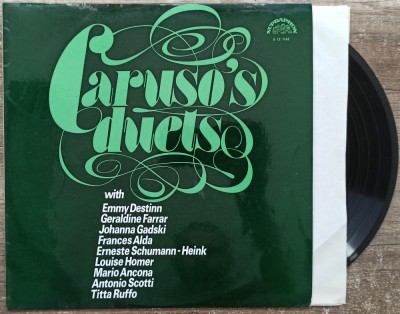 SUPRAPHON
Caruso's
duets
with
Emmy Destinn
Geraldine Farrar
Johanna Gadski
Frances Alda
Erneste Schumann - Heink
Louise Homer
Mario Ancona
Antonio Scotti
Titta Ruffo